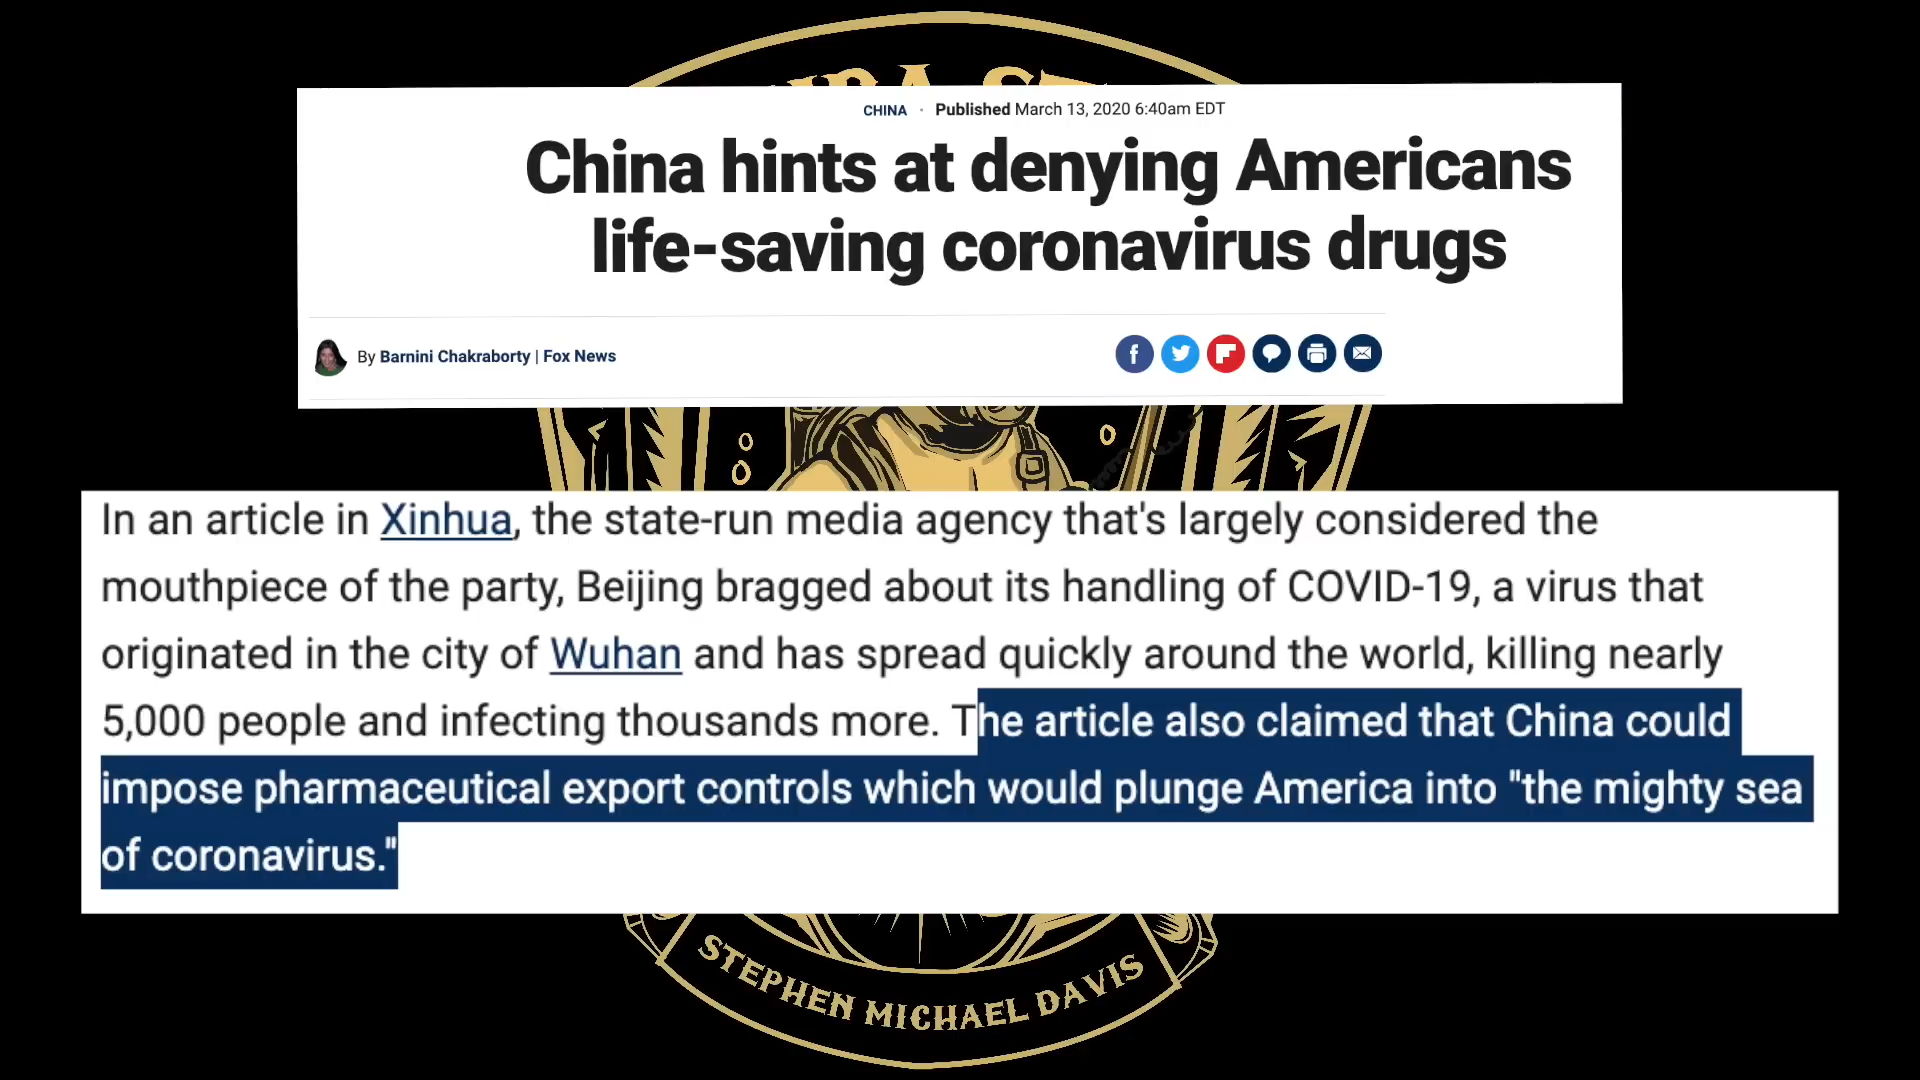 CHINA · Published March 13, 2020 6:40am EDT
China hints at denying Americans
life-saving coronavirus drugs
By Barnini Chakraborty | Fox News
In an article in Xinhua, the state-run media agency that's largely considered the
mouthpiece of the party, Beijing bragged about its handling of COVID-19, a virus that
originated in the city of Wuhan and has spread quickly around the world, killing nearly
5,000 people and infecting thousands more. The article also claimed that China could
impose pharmaceutical export controls which would plunge America into "the mighty sea
of coronavirus."
STEPHEN MICHAEL DAVIS